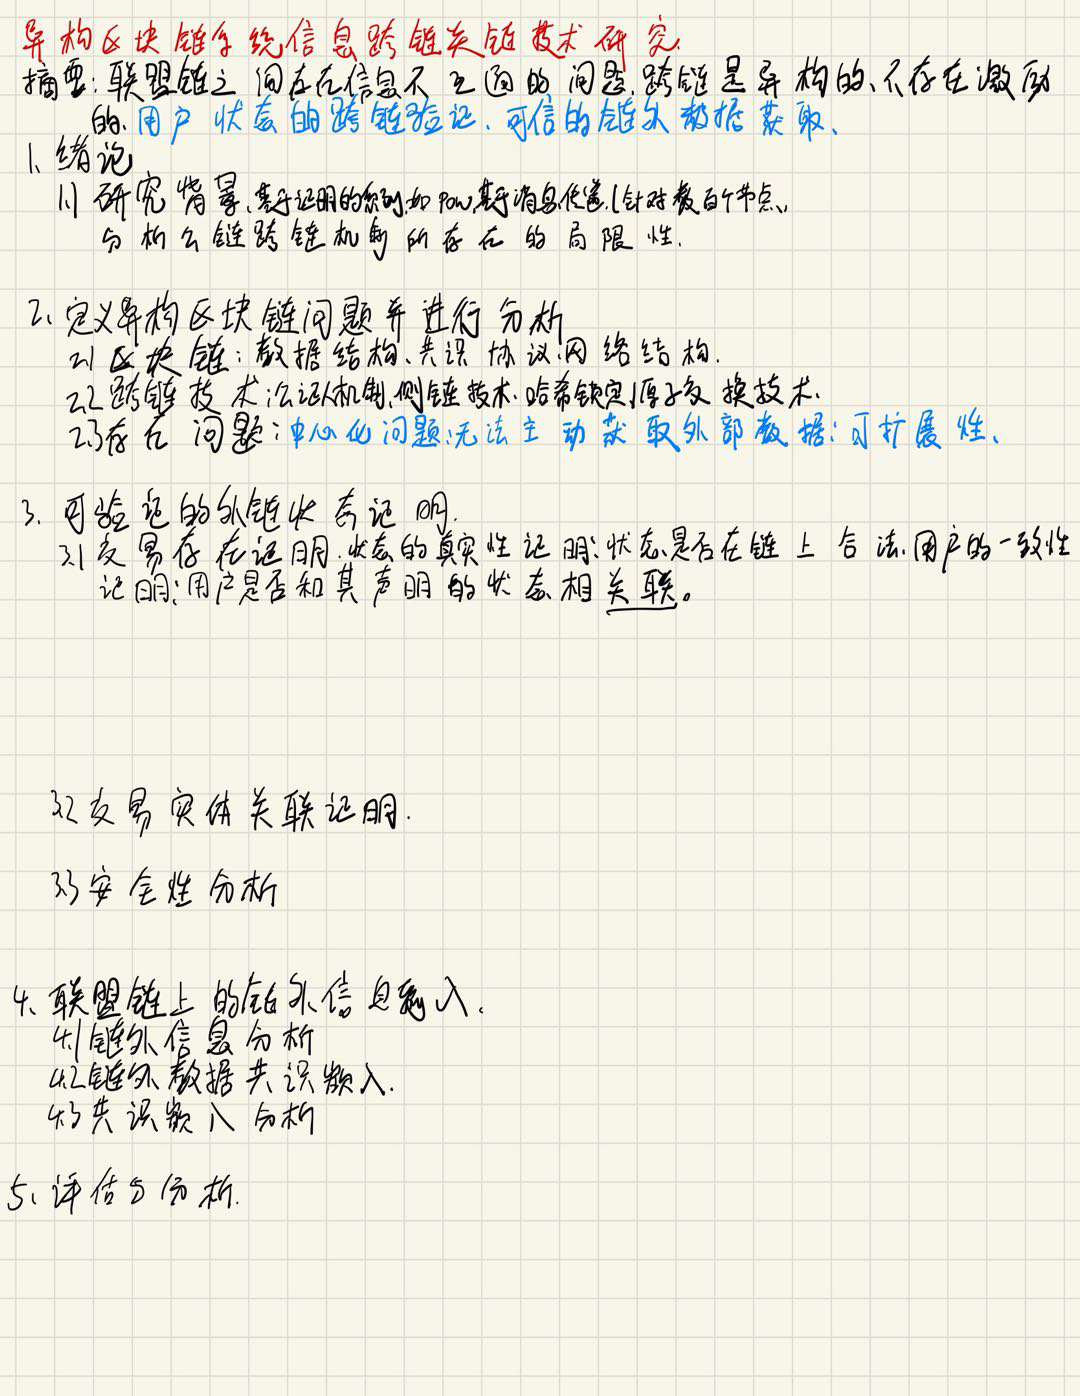 异构区块链系统信息跨链关链技术研究.
摘要:联盟链之间存在信息不互通的问题.跨链是异构的、不存在激励
的.用户状态的跨链验证、可信的链外数据获取、
1、绪论
1.1 研究背景、基于证明的系列,如pow,基于消息传递.(针对数百个节点、
分析公链跨链机制所存在的局限性.
2、定义异构区块链问题并进行分析
2.1 区块链:数据结构、共识协议、网络结构.
2.2 跨链技术:公证人机制、侧链技术、哈希锁定、原子交换技术.
2.3 存在问题:中心化问题、无法主动获取外部数据;可扩展性、
3、可验证的外链状态证明.
3.1 交易存在证明.状态的真实性证明:状态是否在链上合法.用户的一致性
证明:用户是否和其声明的状态相关联。
3.2 交易实体关联证明.
3.3 安全性分析
4、联盟链上的链外信息入.
4.1 链外信息分析
4.2 链外数据共识嵌入.
4.3 共识嵌入分析
5、评估与分析.